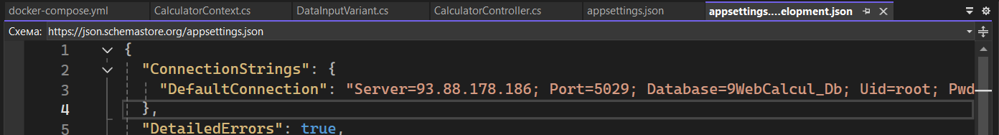 docker-compose.yml CalculatorContext.cs DataInputVariant.cs CalculatorController.cs appsettings.json appsettings....elopment.json
Схема: https://json.schemastore.org/appsettings.json
1 {
2 "ConnectionStrings": {
3 "DefaultConnection": "Server=93.88.178.186; Port=5029; Database=9WebCalcul_Db; Uid=root; Pwd
4 },
5 "DetailedErrors": true,